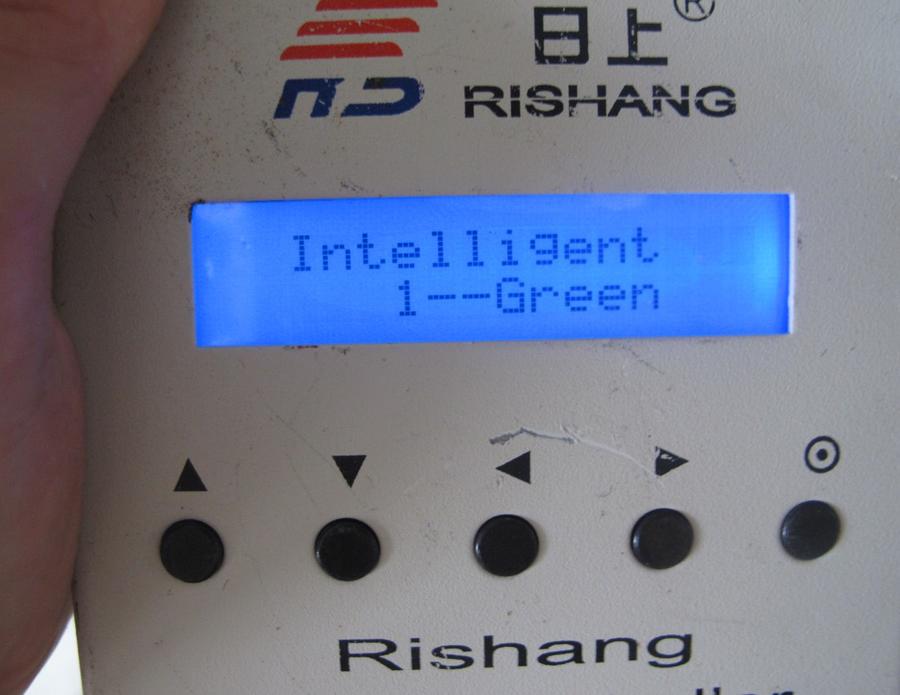 日上®
RISHANG
Intelligent
1--Green
Rishang